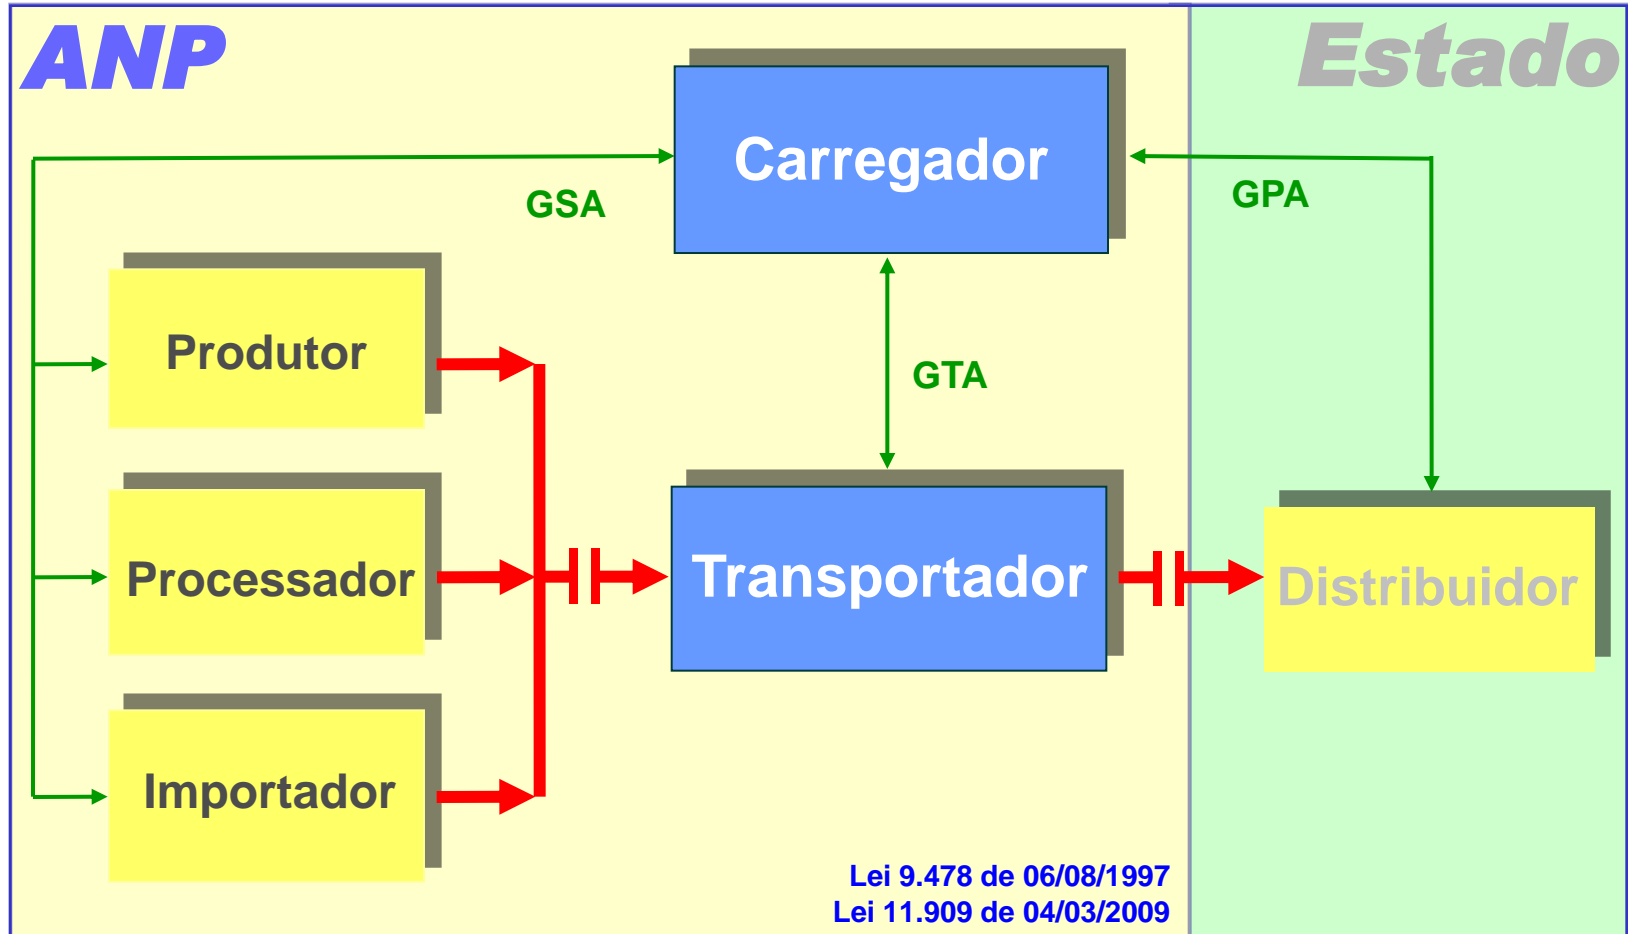 ANP
Estado
Carregador
GSA
GPA
Produtor
GTA
Processador
Transportador
Distribuidor
Importador
Lei 9.478 de 06/08/1997
Lei 11.909 de 04/03/2009